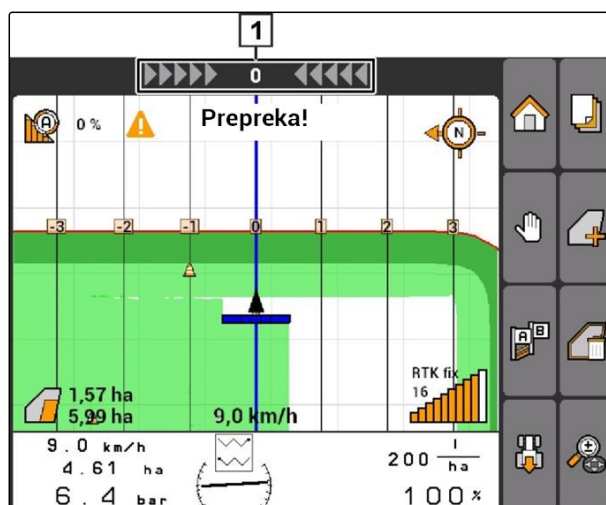 1
0
A 0 % Prepreka! N
-3 -2 -1 0 1 2 3
A B
RTK fix
1,57 ha 16
5,99 ha 9,0 km/h
9.0 km/h l
4.61 ha 200 ha
6.4 bar 100 %